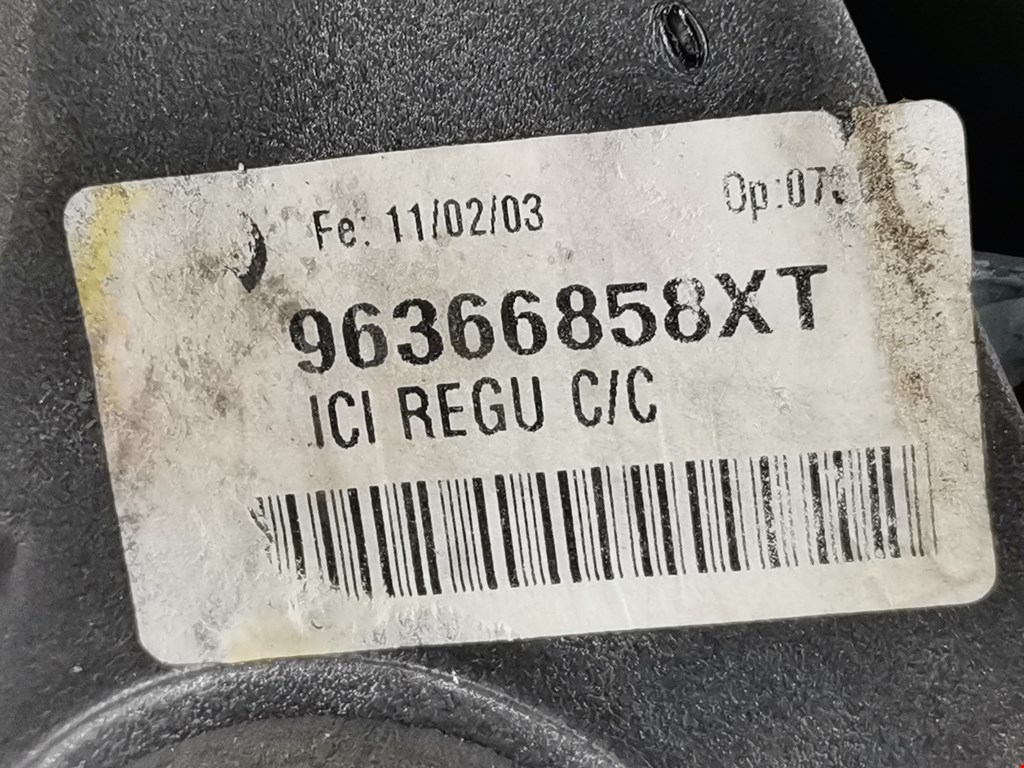 Fe: 11/02/03
96366858XT
ICI REGU C/C